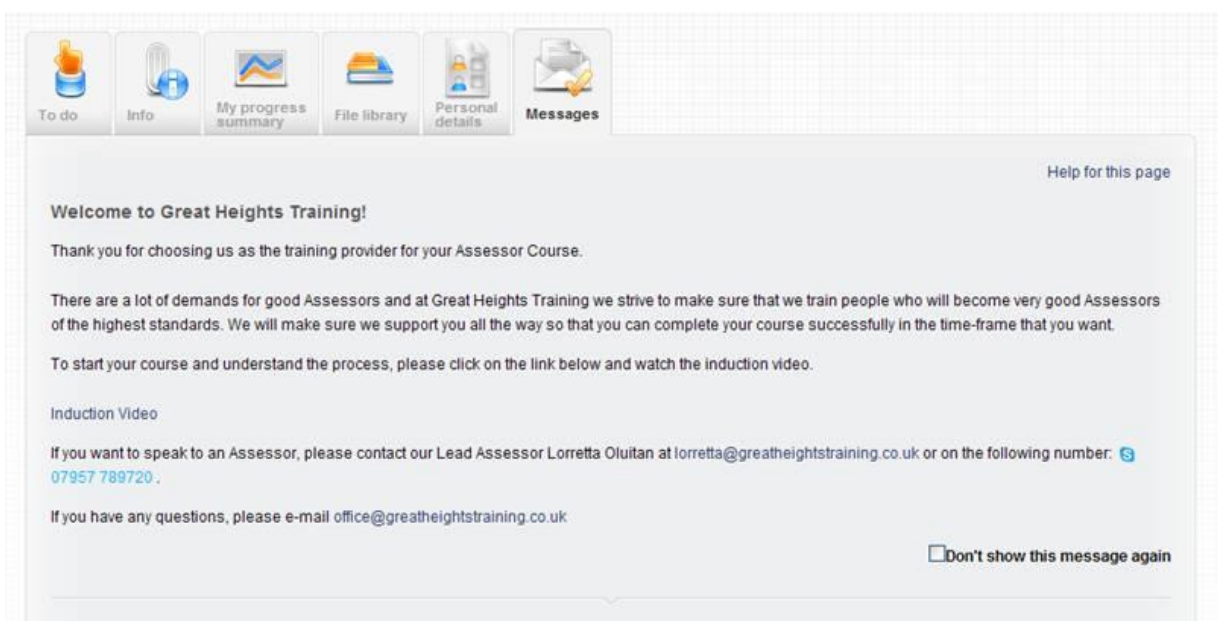 To do
Info
My progress
summary
File library
Personal
details
Messages
Help for this page
Welcome to Great Heights Training!
Thank you for choosing us as the training provider for your Assessor Course.
There are a lot of demands for good Assessors and at Great Heights Training we strive to make sure that we train people who will become very good Assessors
of the highest standards. We will make sure we support you all the way so that you can complete your course successfully in the time-frame that you want.
To start your course and understand the process, please click on the link below and watch the induction video.
Induction Video
If you want to speak to an Assessor, please contact our Lead Assessor Lorretta Oluitan at lorretta@greatheightstraining.co.uk or on the following number:
07957 789720 .
If you have any questions, please e-mail office@greatheightstraining.co.uk
Don't show this message again